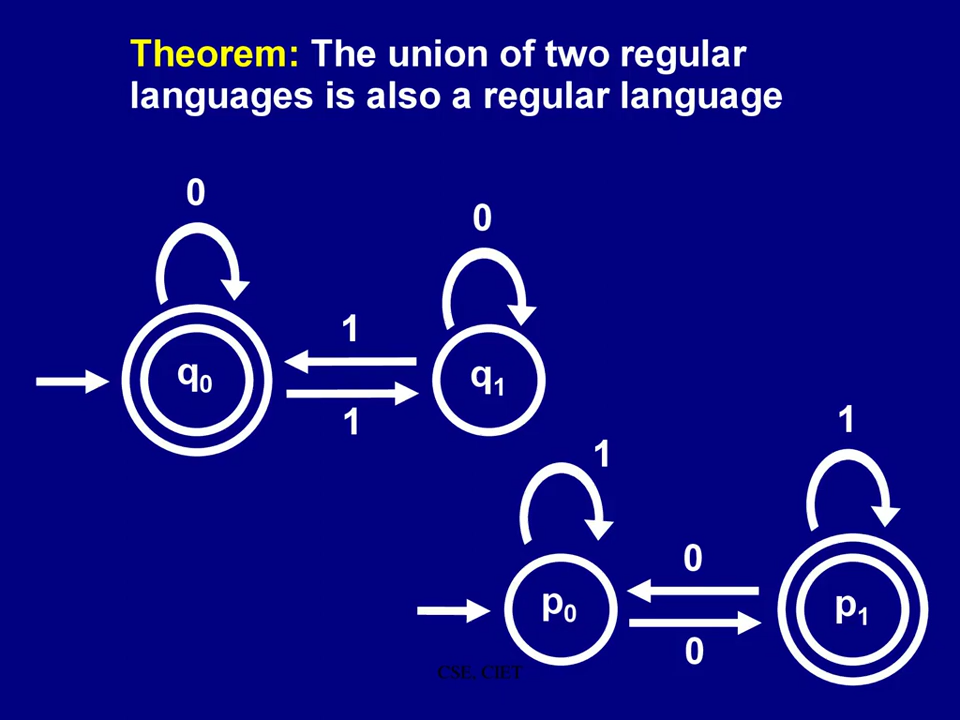 Theorem: The union of two regular
languages is also a regular language
0
0
1
q0
q1
1
1
1
0
p0
p1
0
CSE, CIET